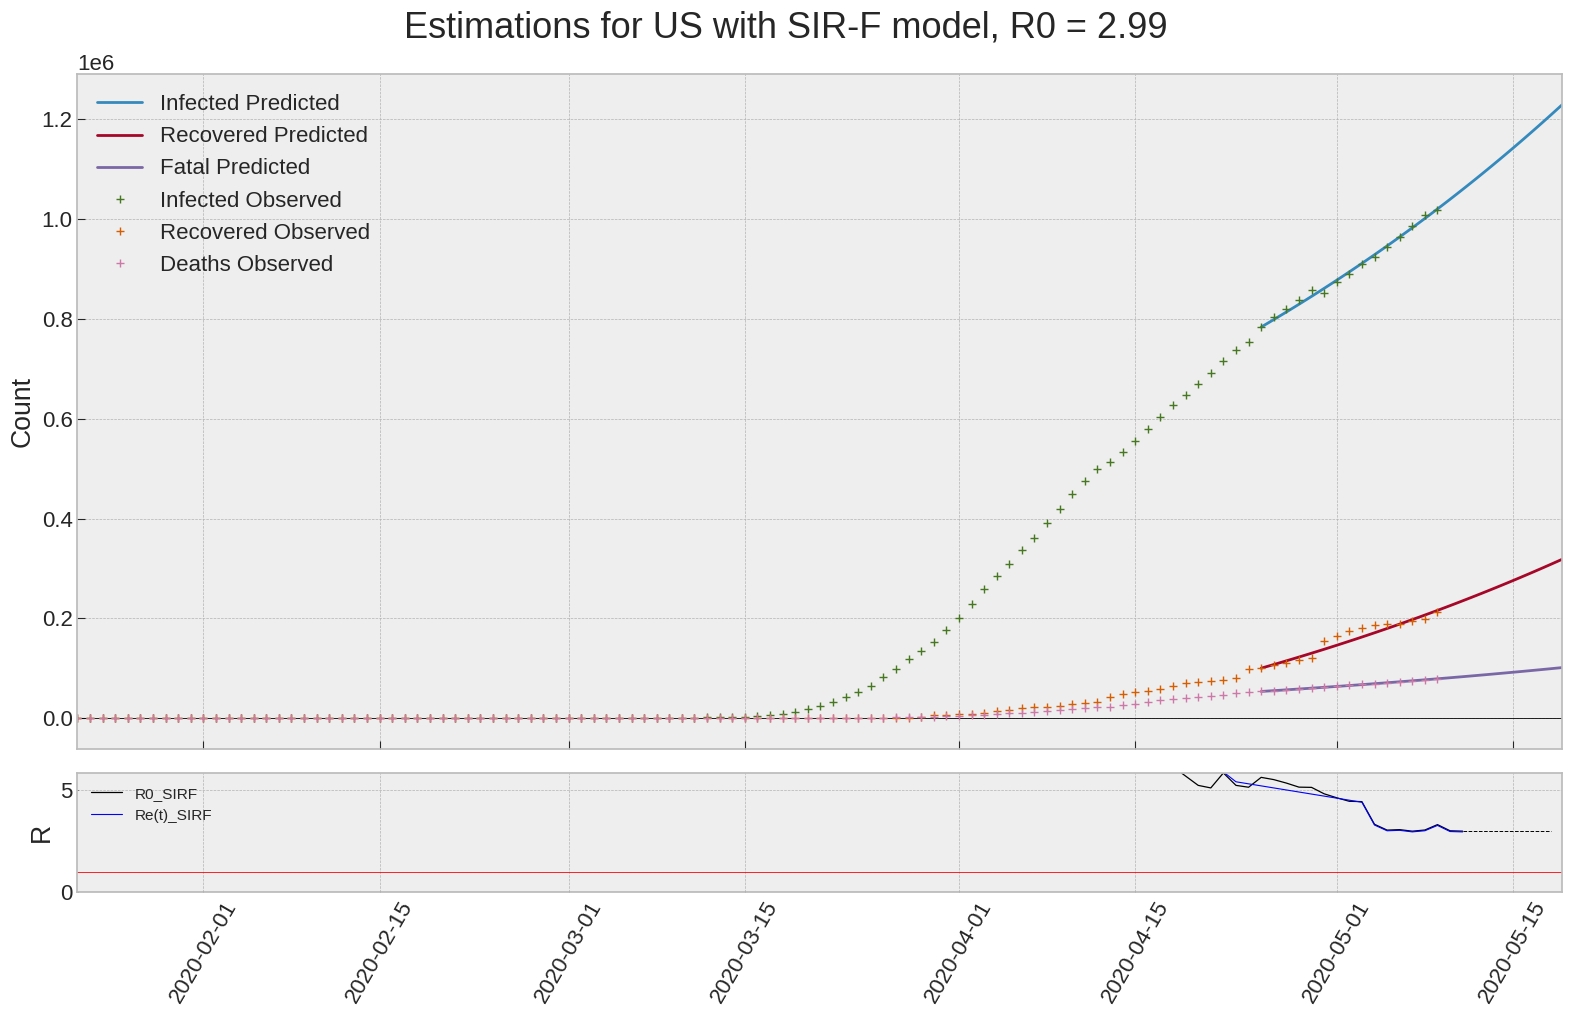 Estimations for US with SIR-F model, R0 = 2.99
1e6
Infected Predicted
Recovered Predicted
Fatal Predicted
Infected Observed
Recovered Observed
Deaths Observed
1.2
1.0
0.8
0.6
0.4
0.2
0.0
Count
R0_SIRF
Re(t)_SIRF
5
0
R
2020-02-01
2020-02-15
2020-03-01
2020-03-15
2020-04-01
2020-04-15
2020-05-01
2020-05-15